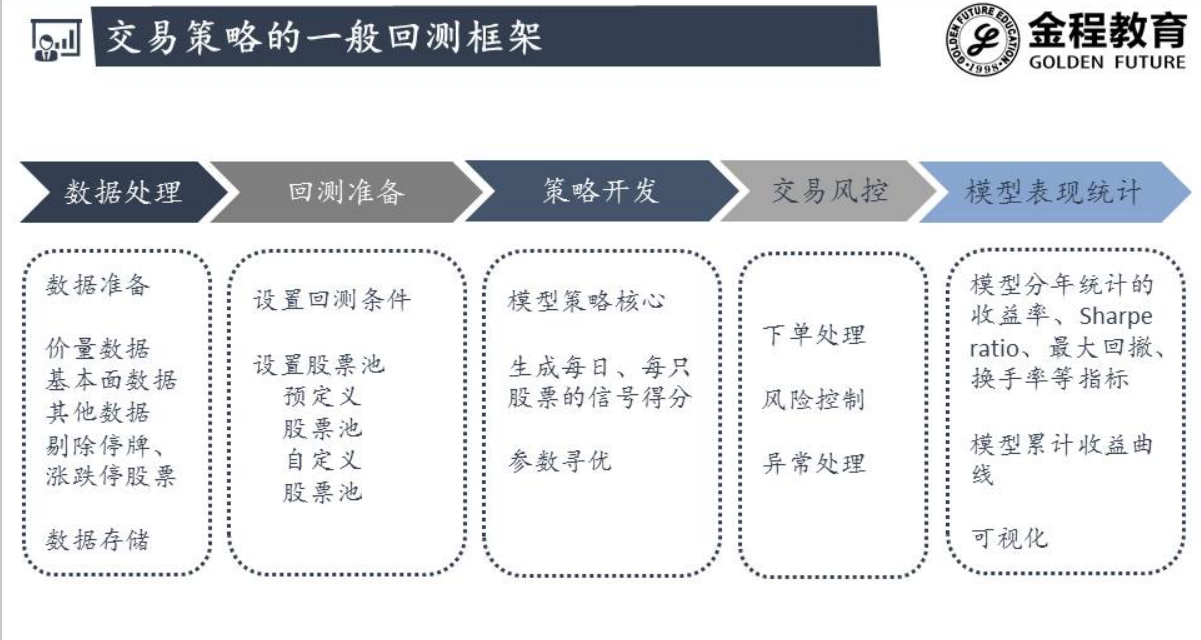 交易策略的一般回测框架
GOLDEN FUTURE EDUCATION
·1998·
金程教育
GOLDEN FUTURE
数据处理
回测准备
策略开发
交易风控
模型表现统计
数据准备
价量数据
基本面数据
其他数据
剔除停牌、
涨跌停股票
数据存储
设置回测条件
设置股票池
预定义
股票池
自定义
股票池
模型策略核心
生成每日、每只
股票的信号得分
参数寻优
下单处理
风险控制
异常处理
模型分年统计的
收益率、Sharpe
ratio、最大回撤、
换手率等指标
模型累计收益曲
线
可视化